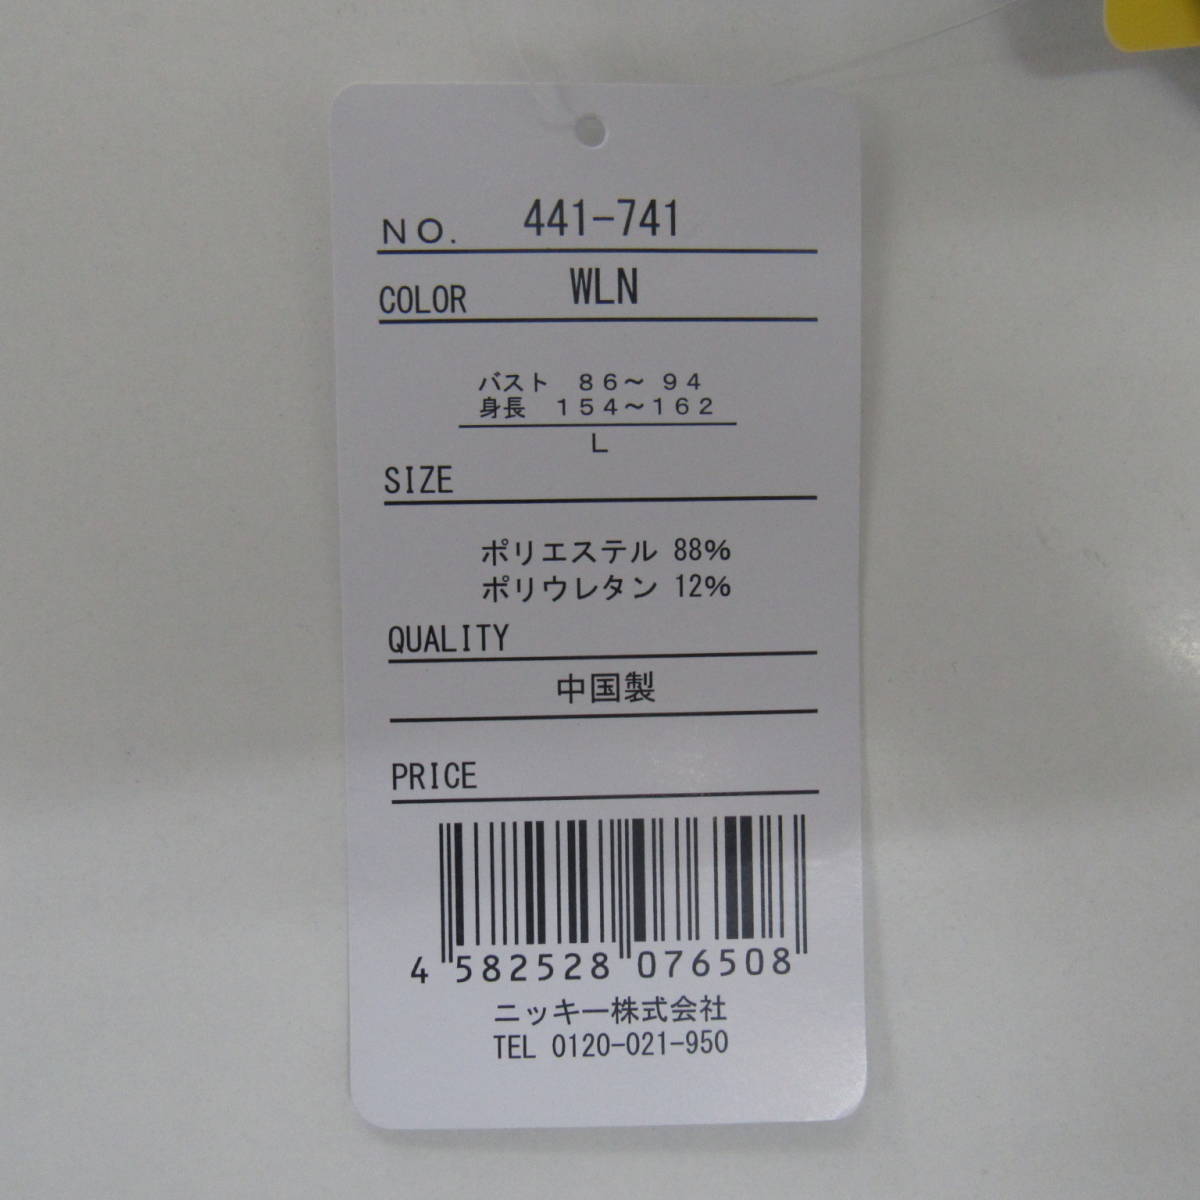 NO. 441-741
COLOR WLN
バスト 86～94
身長 154～162
L
SIZE
ポリエステル 88%
ポリウレタン 12%
QUALITY
中国製
PRICE
4 582528 076508
ニッキー株式会社
TEL 0120-021-950